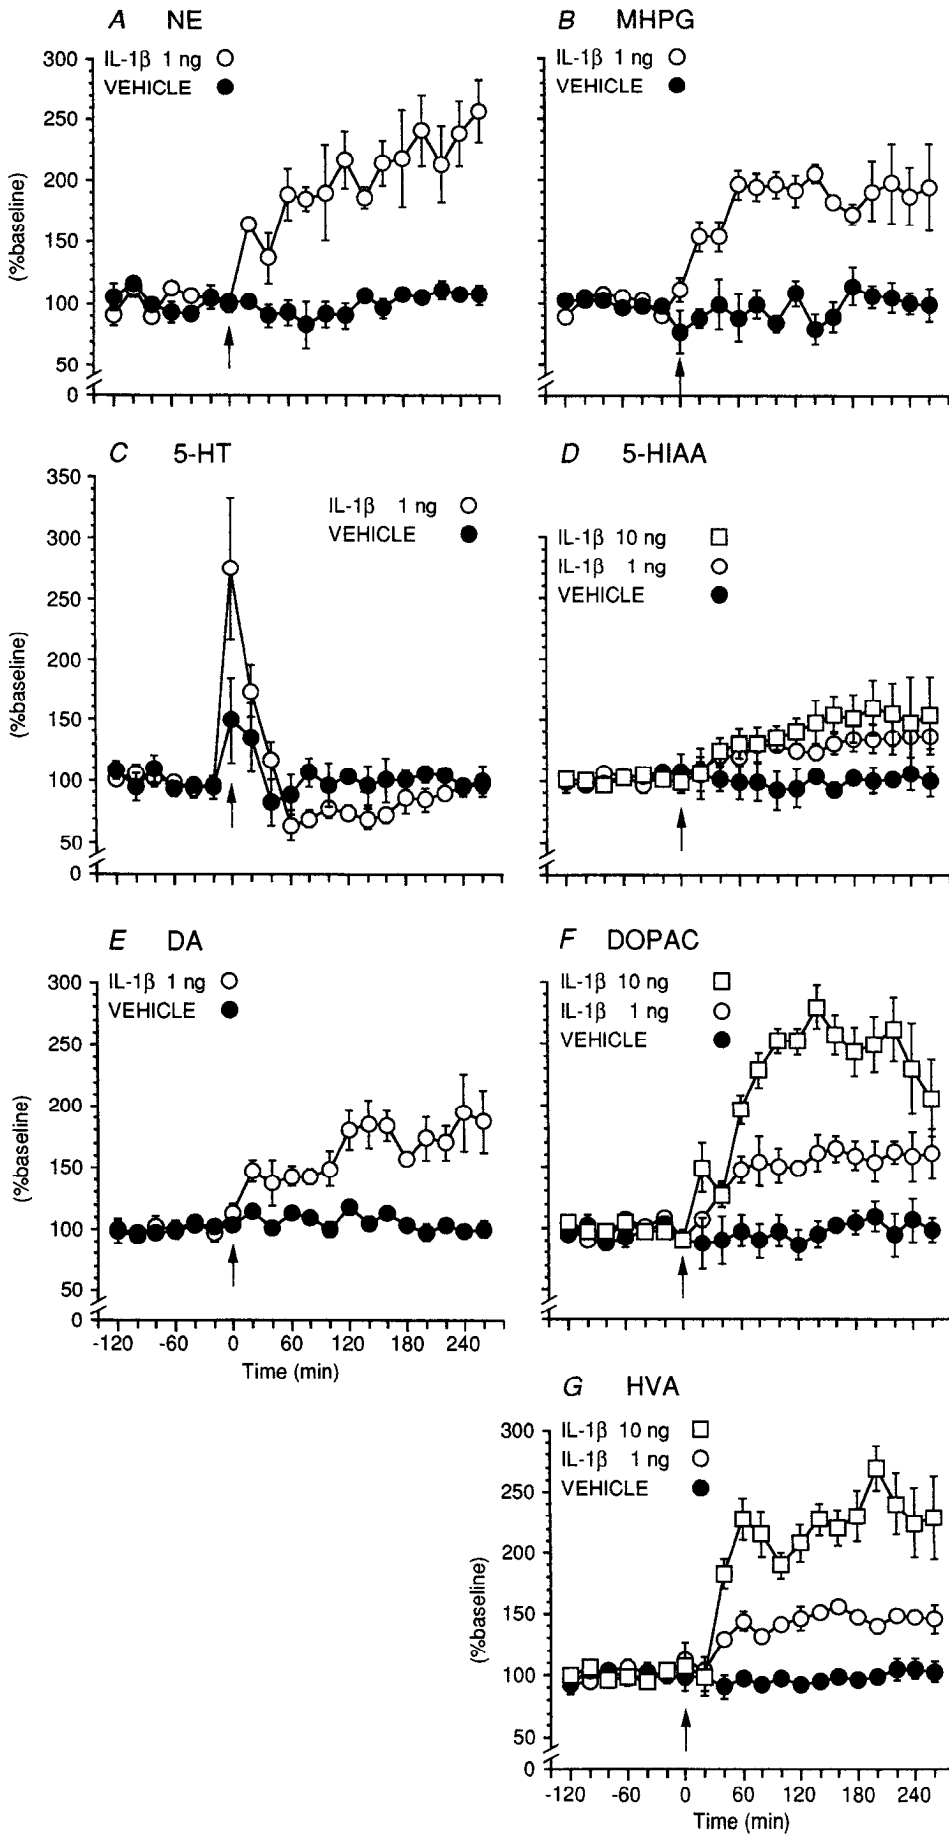 A NE
IL-1β 1 ng
VEHICLE
300
250
200
150
100
50
0
(%baseline)
B MHPG
IL-1β 1 ng
VEHICLE
C 5-HT
IL-1β 1 ng
VEHICLE
350
300
250
200
150
100
50
0
(%baseline)
D 5-HIAA
IL-1β 10 ng
IL-1β 1 ng
VEHICLE
E DA
IL-1β 1 ng
VEHICLE
300
250
200
150
100
50
0
(%baseline)
-120 -60 0 60 120 180 240
Time (min)
F DOPAC
IL-1β 10 ng
IL-1β 1 ng
VEHICLE
G HVA
IL-1β 10 ng
IL-1β 1 ng
VEHICLE
300
250
200
150
100
50
0
(%baseline)
-120 -60 0 60 120 180 240
Time (min)